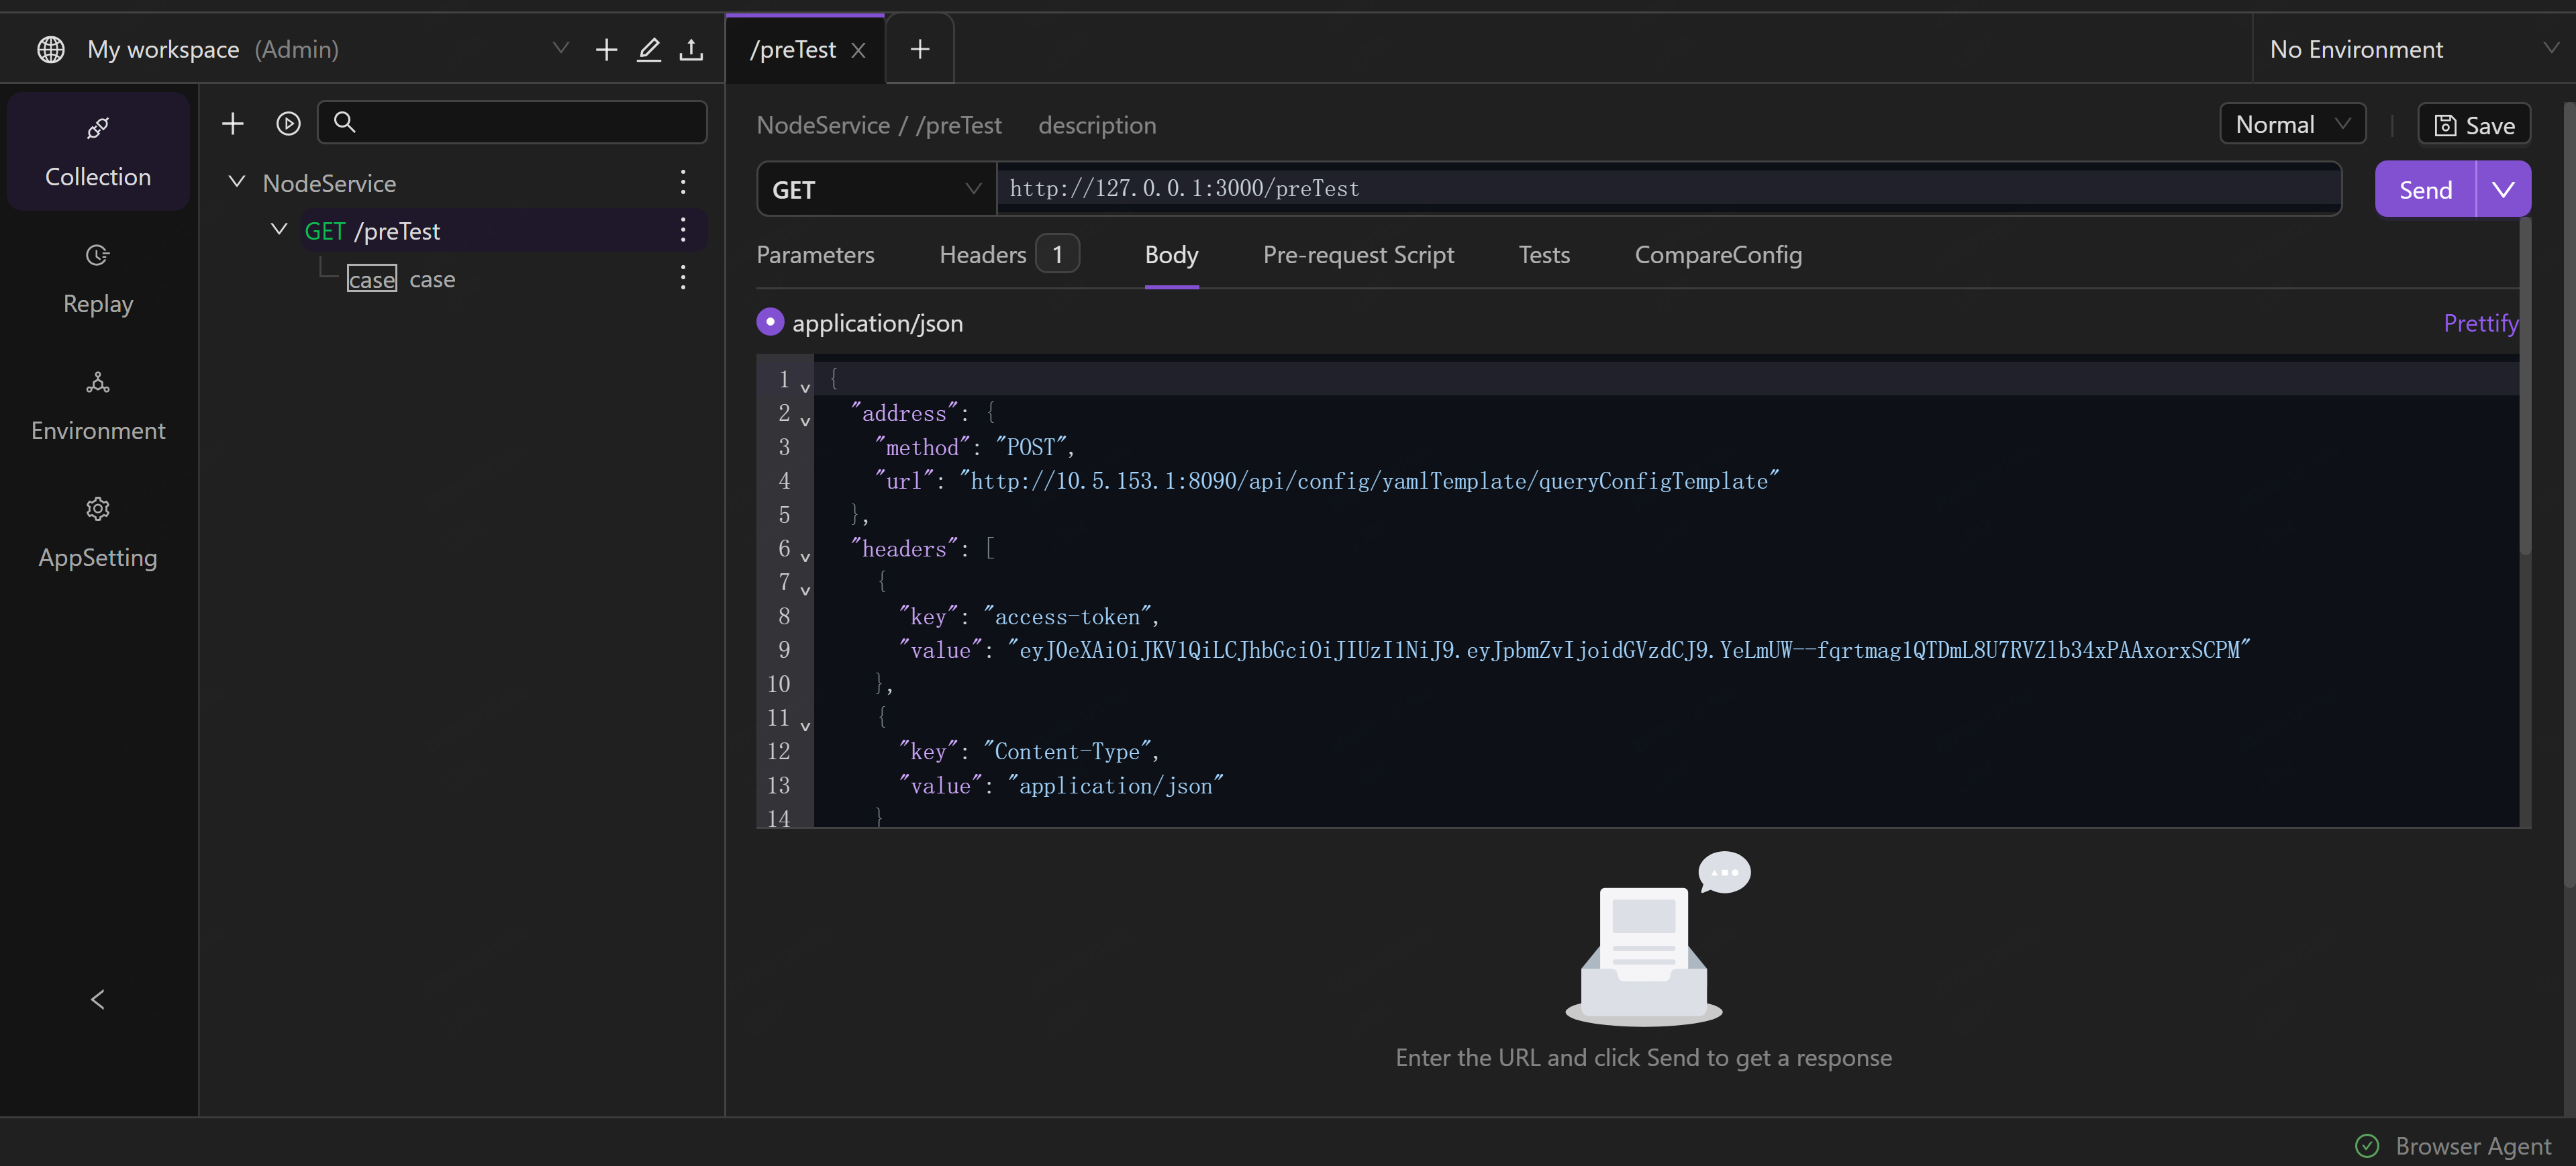 My workspace (Admin)
/preTest
No Environment
Collection
Replay
Environment
AppSetting
NodeService
GET /preTest
case case
NodeService / /preTest description
Normal
Save
GET
http://127.0.0.1:3000/preTest
Send
Parameters
Headers 1
Body
Pre-request Script
Tests
CompareConfig
application/json
Prettify
1 {
2 "address": {
3 "method": "POST",
4 "url": "http://10.5.153.1:8090/api/config/yamlTemplate/queryConfigTemplate"
5 },
6 "headers": [
7 {
8 "key": "access-token",
9 "value": "eyJ0eXAiOiJKV1QiLCJhbGciOiJIUzI1NiJ9.eyJpbmZvIjoidGVzdCJ9.YeLmUW--fqrtmag1QTDmL8U7RVZlb34xPAAxorxSCPM"
10 },
11 {
12 "key": "Content-Type",
13 "value": "application/json"
14 }
Enter the URL and click Send to get a response
Browser Agent